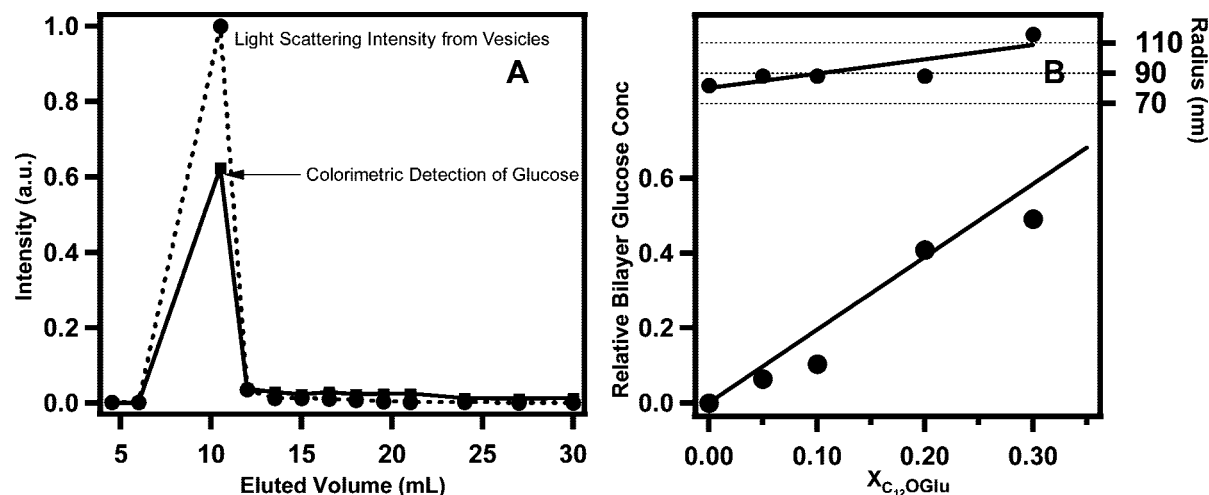 1.0
0.8
0.6
0.4
0.2
0.0
Intensity (a.u.)
Light Scattering Intensity from Vesicles
A
Colorimetric Detection of Glucose
5
10
15
20
25
30
Eluted Volume (mL)
Relative Bilayer Glucose Conc
0.6
0.4
0.2
0.0
B
110
90
70
Radius (nm)
0.00
0.10
0.20
0.30
X_C₁₂OGlu